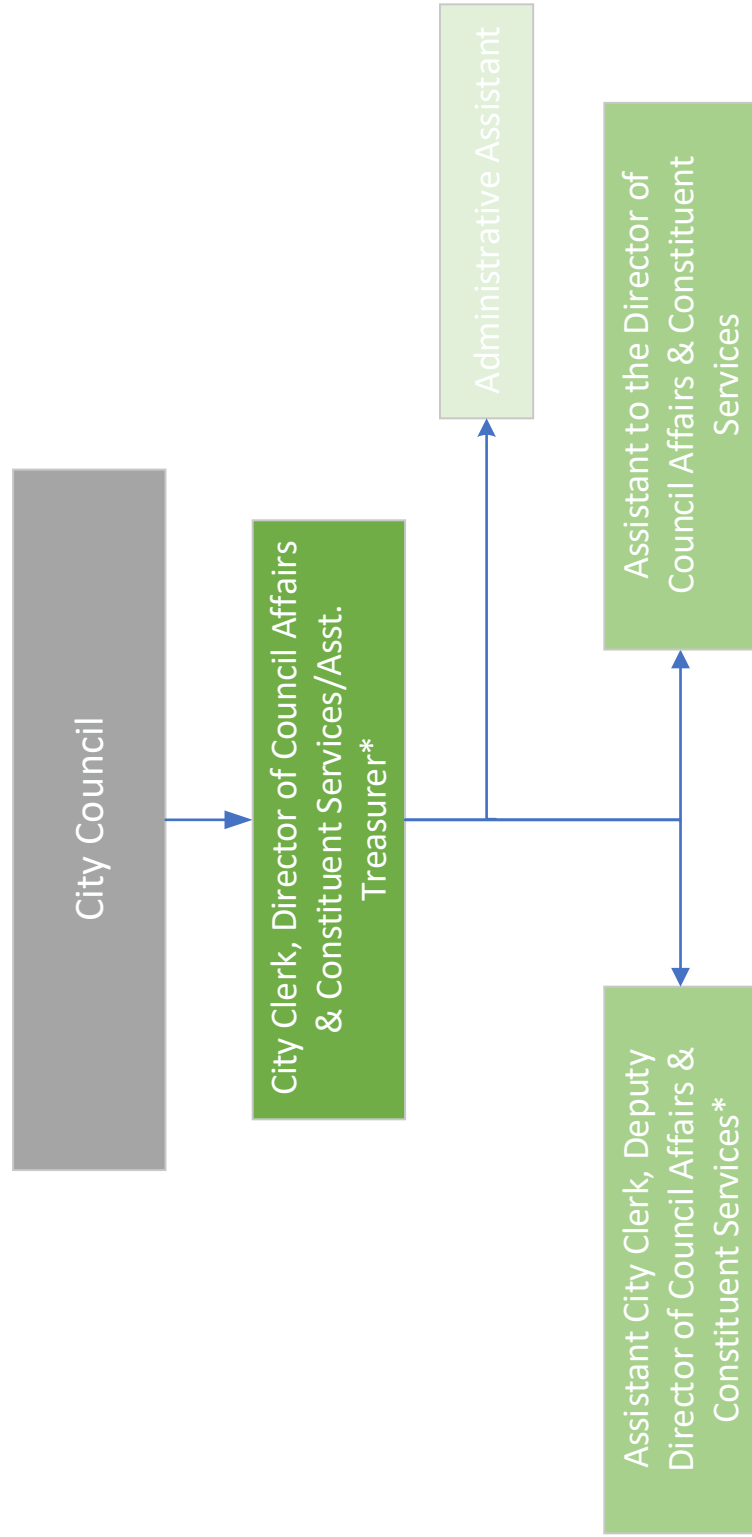 City Council
City Clerk, Director of Council Affairs
& Constituent Services/Asst.
Treasurer*
Administrative Assistant
Assistant City Clerk, Deputy
Director of Council Affairs &
Constituent Services*
Assistant to the Director of
Council Affairs & Constituent
Services